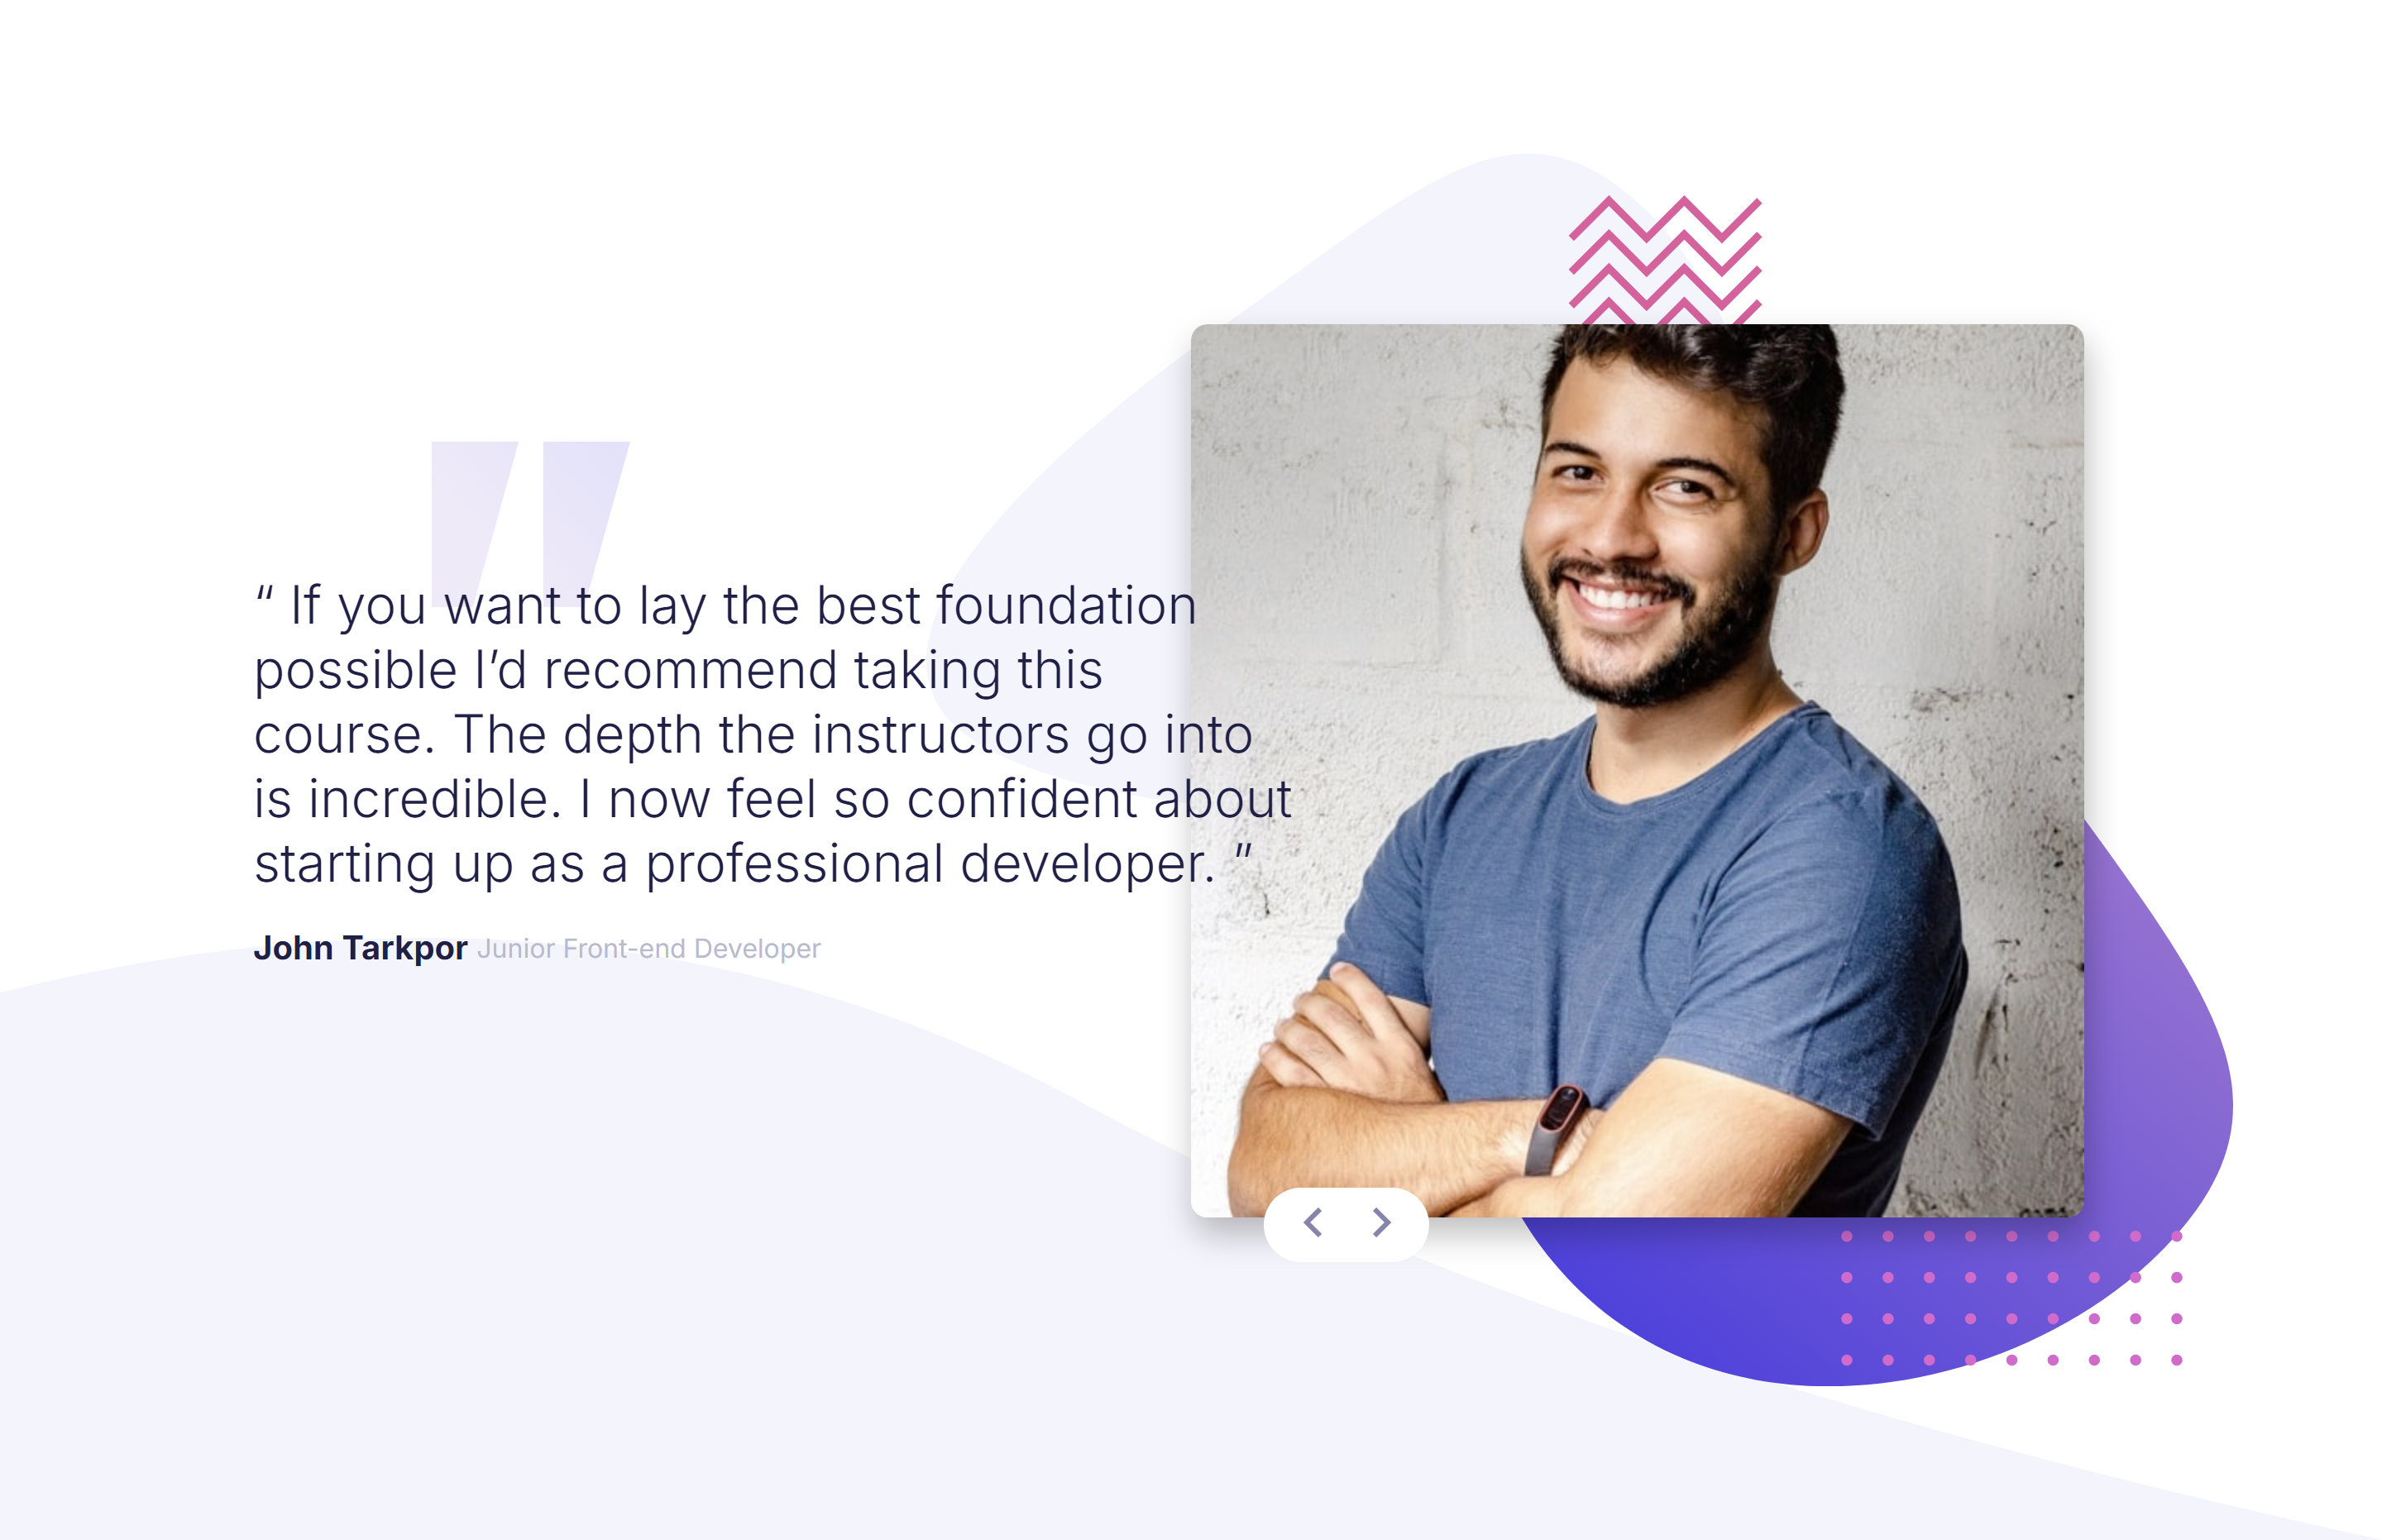 “ If you want to lay the best foundation
possible I’d recommend taking this
course. The depth the instructors go into
is incredible. I now feel so confident about
starting up as a professional developer. ”
John Tarkpor Junior Front-end Developer